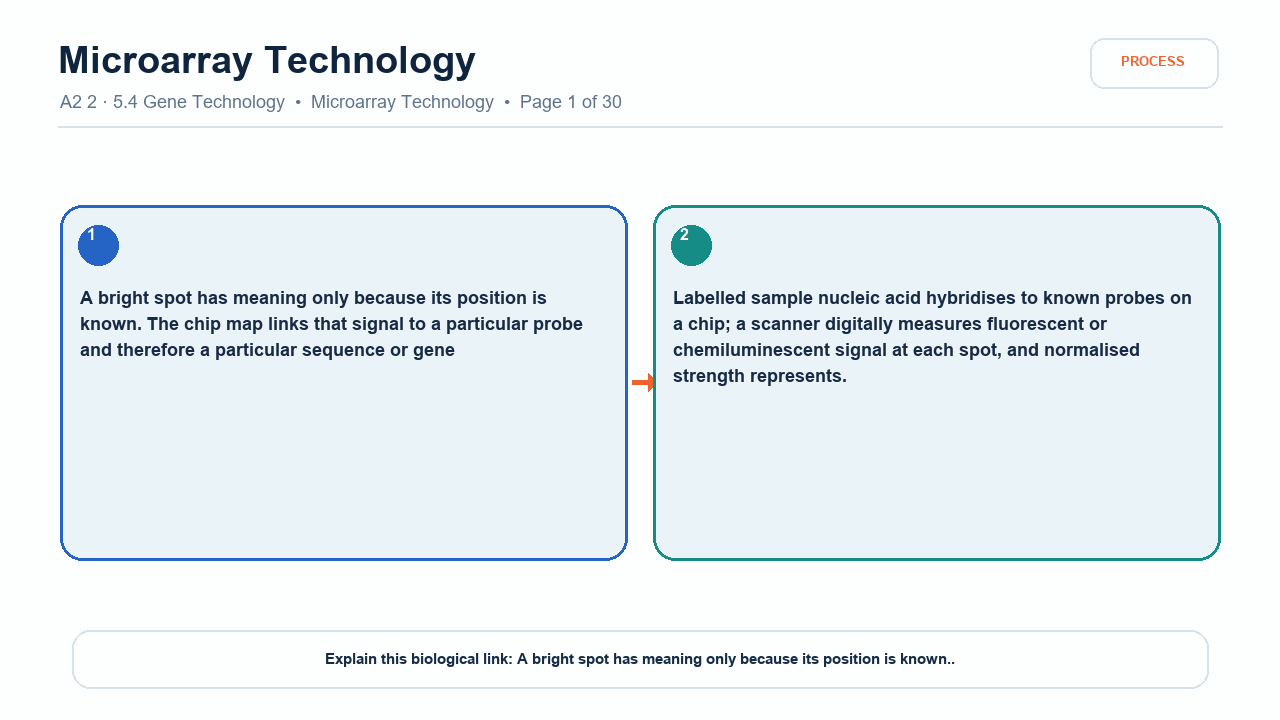 Microarray Technology
PROCESS
A2 2 · 5.4 Gene Technology • Microarray Technology • Page 1 of 30
1
A bright spot has meaning only because its position is
known. The chip map links that signal to a particular probe
and therefore a particular sequence or gene
2
Labelled sample nucleic acid hybridises to known probes on
a chip; a scanner digitally measures fluorescent or
chemiluminescent signal at each spot, and normalised
strength represents.
Explain this biological link: A bright spot has meaning only because its position is known..